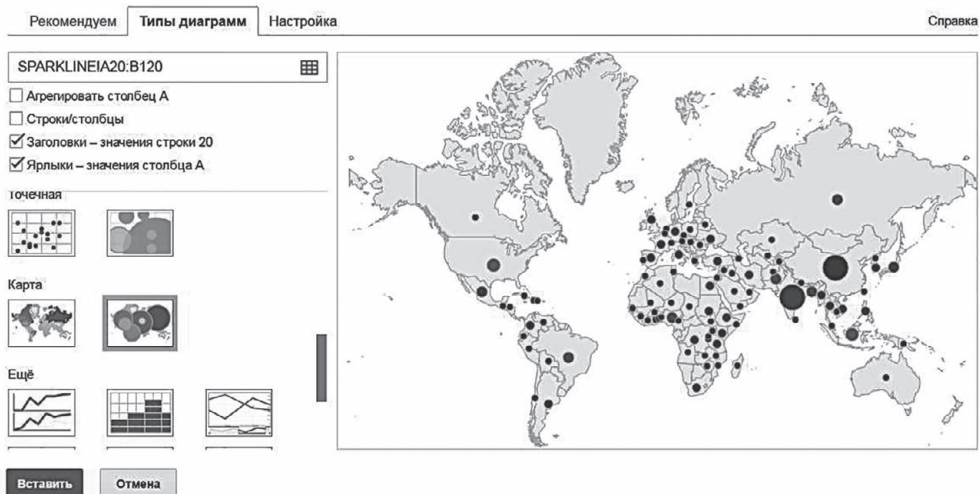 Рекомендуем Типы диаграмм Настройка Справка
SPARKLINEIA20:B120
Агрегировать столбец А
Строки/столбцы
Заголовки – значения строки 20
Ярлыки – значения столбца А
Точечная
Карта
Ещё
Вставить Отмена